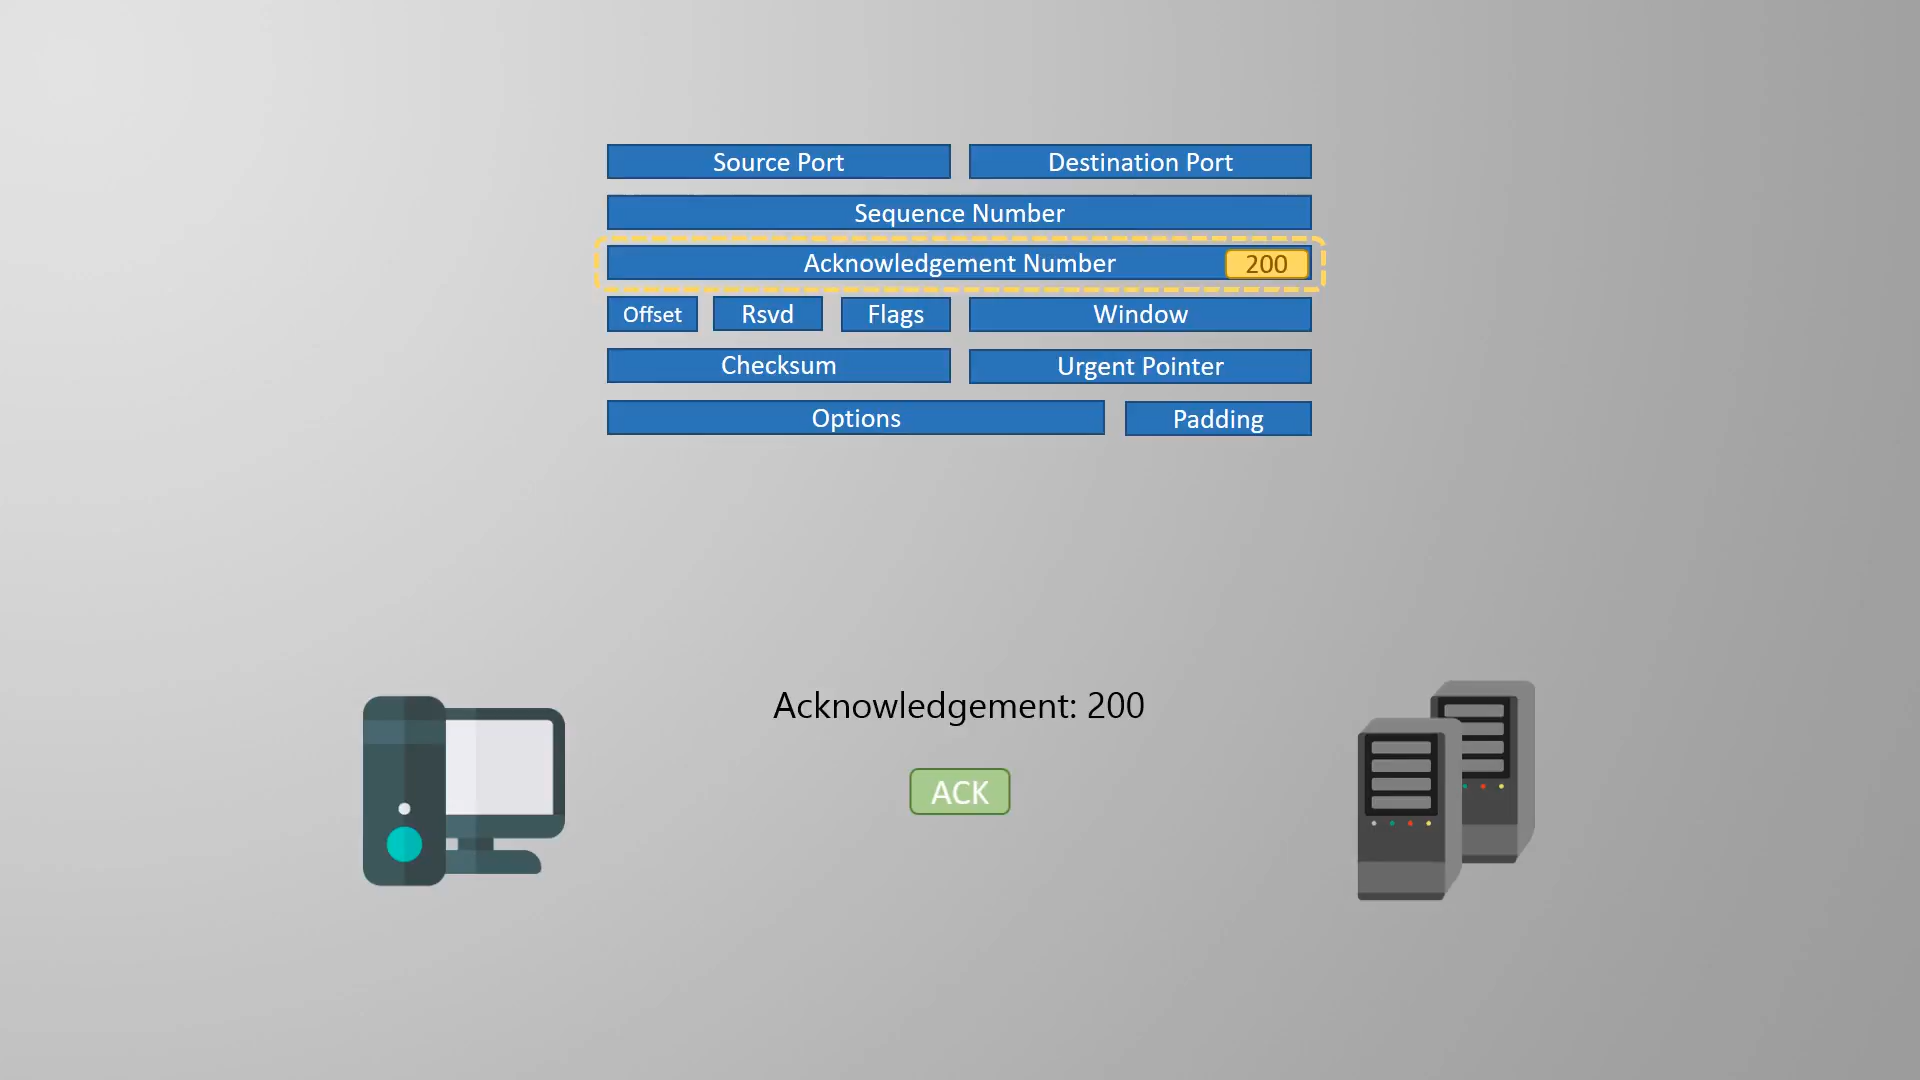 Source Port Destination Port
Sequence Number
Acknowledgement Number 200
Offset Rsvd Flags Window
Checksum Urgent Pointer
Options Padding
Acknowledgement: 200
ACK